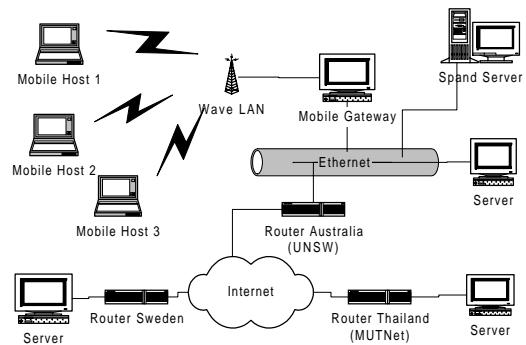 Mobile Host 1
Wave LAN
Mobile Gateway
Spand Server
Mobile Host 2
Ethernet
Mobile Host 3
Server
Router Australia
(UNSW)
Internet
Server
Router Sweden
Router Thailand
(MUTNet)
Server